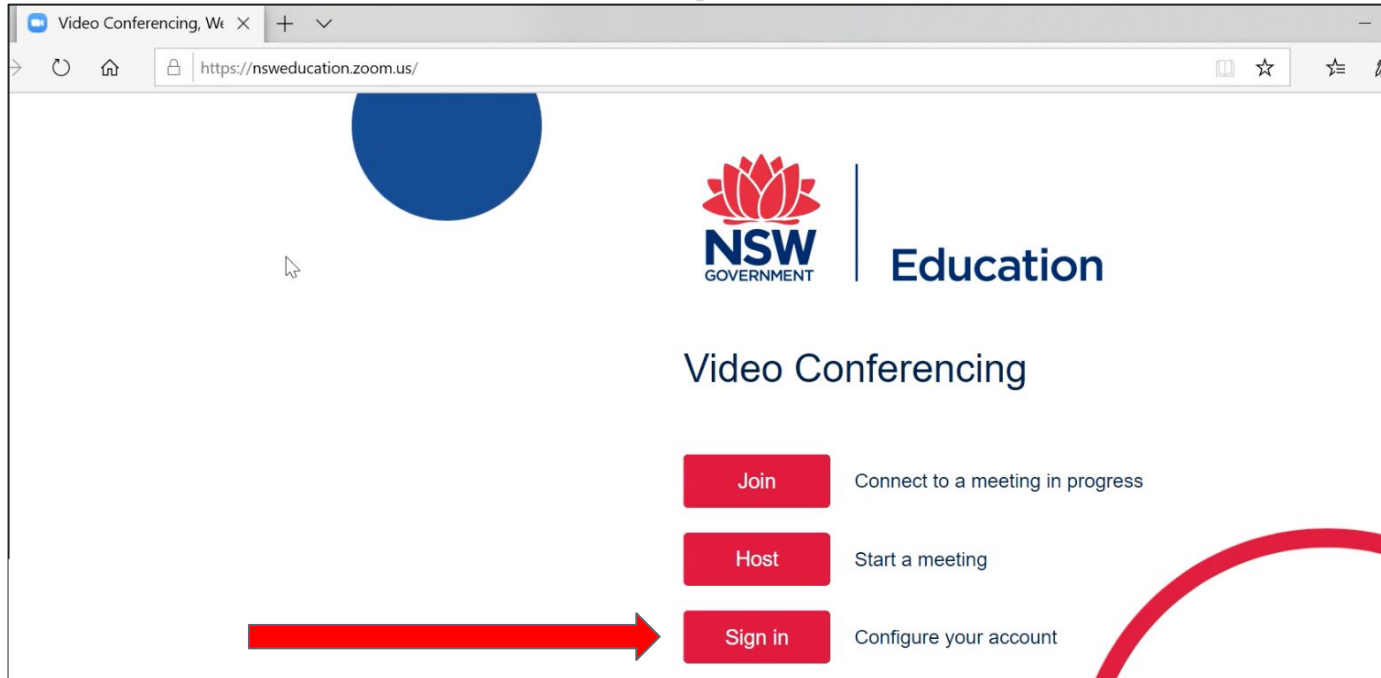 Video Conferencing, We
https://nsweducation.zoom.us/
NSW
GOVERNMENT
Education
Video Conferencing
Join Connect to a meeting in progress
Host Start a meeting
Sign in Configure your account